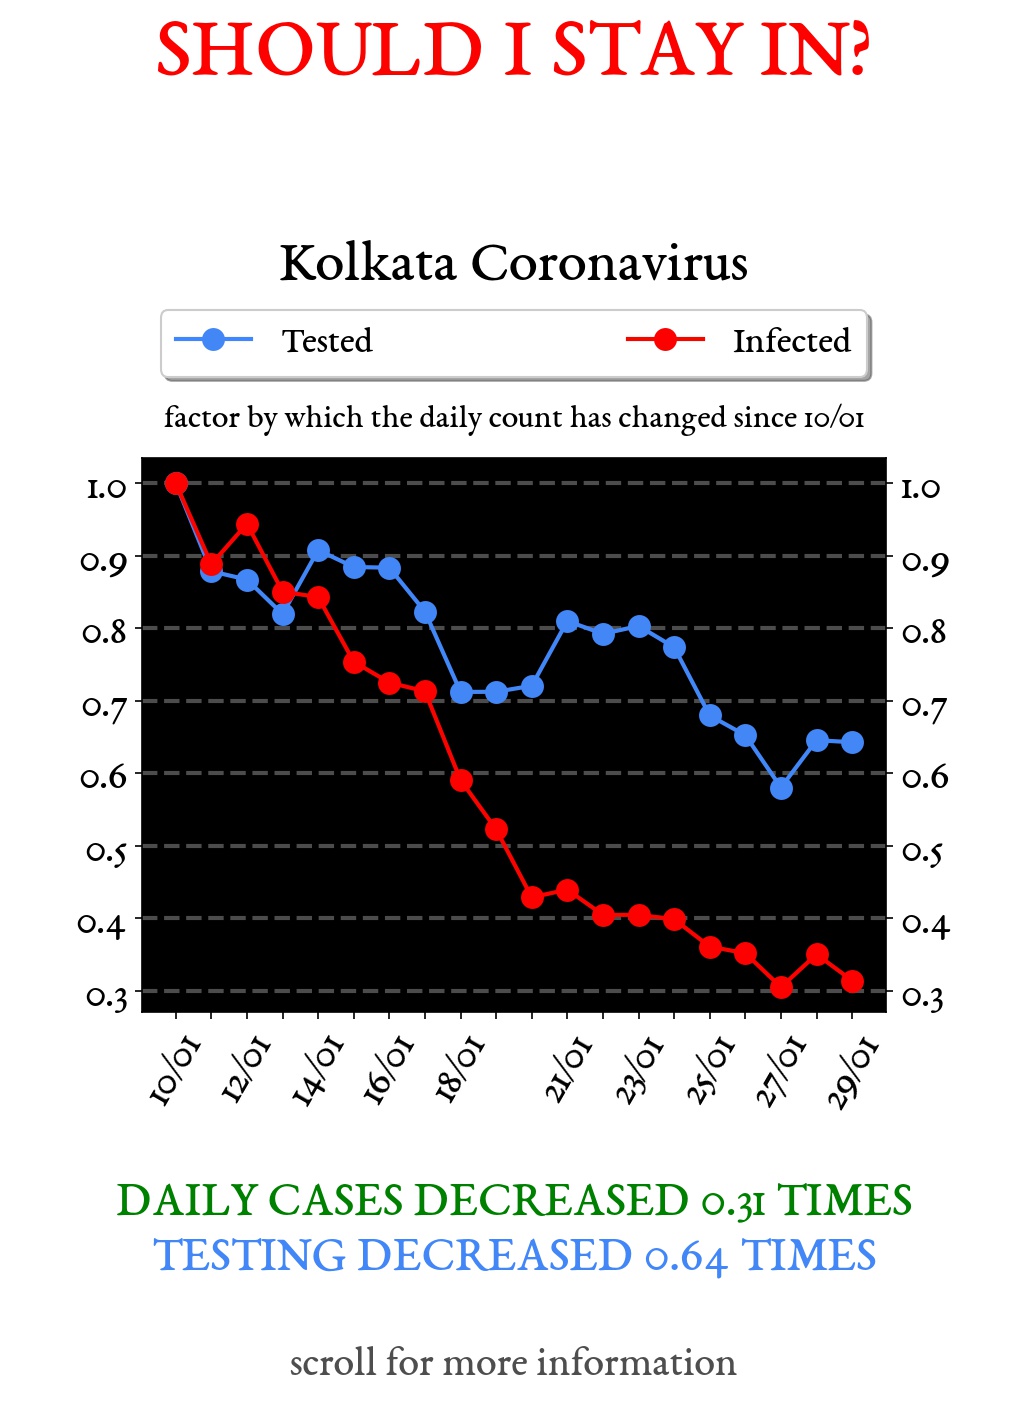 SHOULD I STAY IN?
Kolkata Coronavirus
Tested Infected
factor by which the daily count has changed since 10/01
1.0 1.0
0.9 0.9
0.8 0.8
0.7 0.7
0.6 0.6
0.5 0.5
0.4 0.4
0.3 0.3
10/01 12/01 14/01 16/01 18/01 21/01 23/01 25/01 27/01 29/01
DAILY CASES DECREASED 0.31 TIMES
TESTING DECREASED 0.64 TIMES
scroll for more information